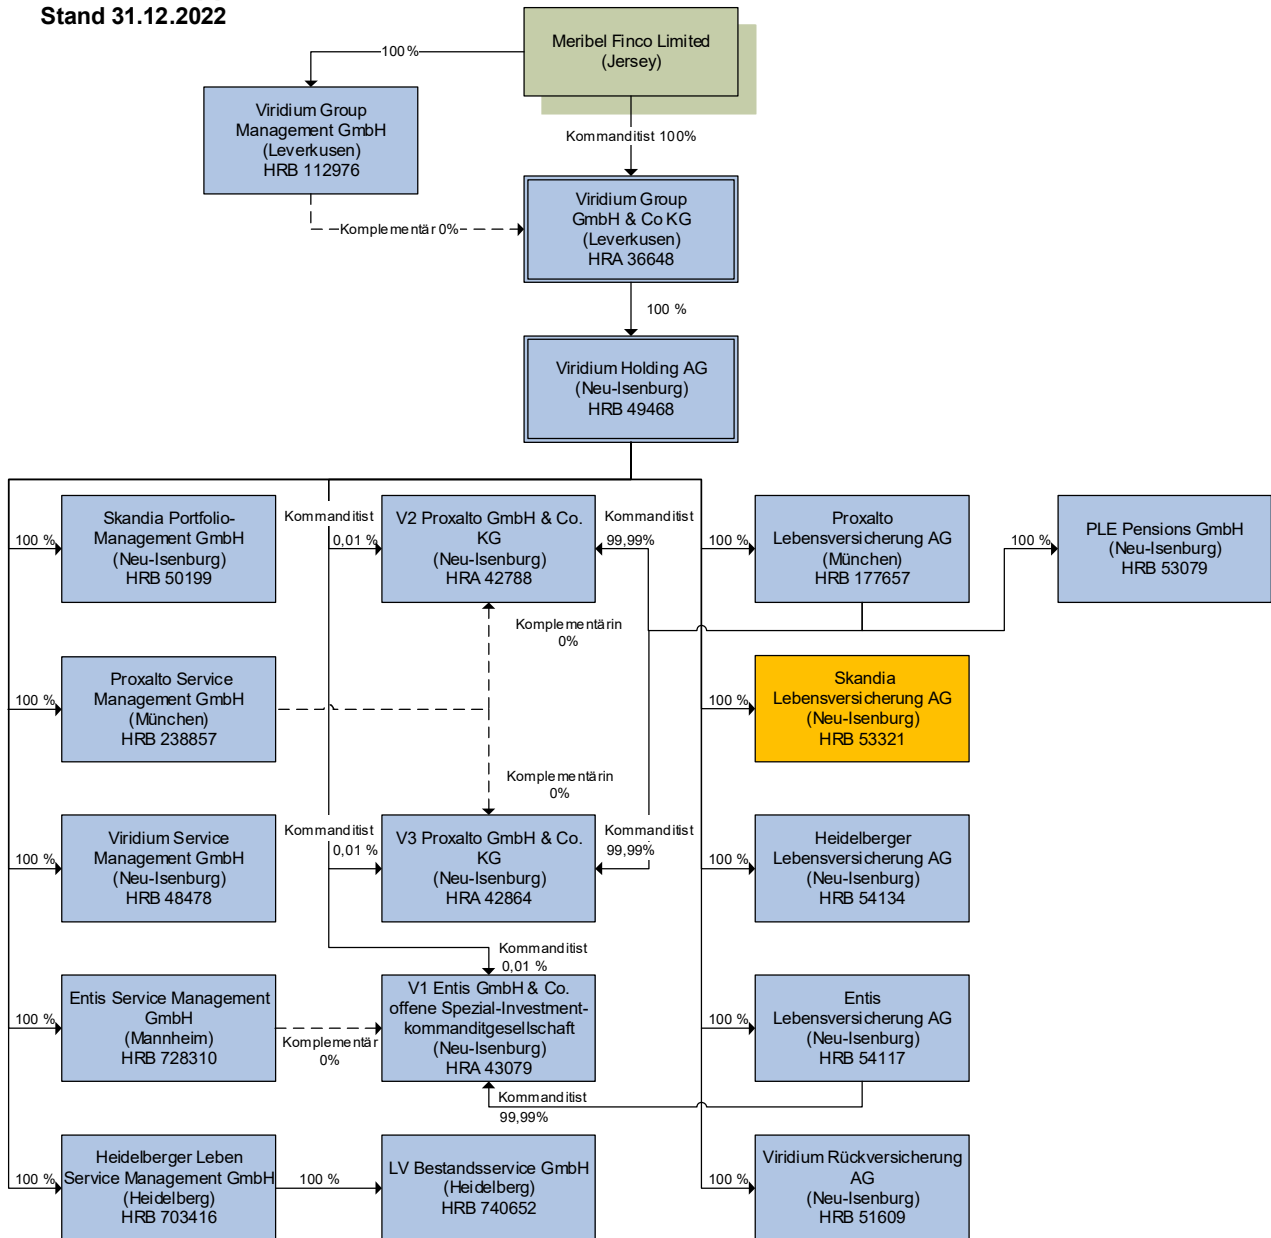 Stand 31.12.2022
Meribel Finco Limited
(Jersey)
100 %
Viridium Group
Management GmbH
(Leverkusen)
HRB 112976
Kommanditist 100%
Komplementär 0%
Viridium Group
GmbH & Co KG
(Leverkusen)
HRA 36648
100 %
Viridium Holding AG
(Neu-Isenburg)
HRB 49468
100 %
Skandia Portfolio-
Management GmbH
(Neu-Isenburg)
HRB 50199
Kommanditist
0,01 %
V2 Proxalto GmbH & Co.
KG
(Neu-Isenburg)
HRA 42788
Kommanditist
99,99%
100 %
Proxalto
Lebensversicherung AG
(München)
HRB 177657
100 %
PLE Pensions GmbH
(Neu-Isenburg)
HRB 53079
Komplementärin
0%
100 %
Proxalto Service
Management GmbH
(München)
HRB 238857
100 %
Skandia
Lebensversicherung AG
(Neu-Isenburg)
HRB 53321
Komplementärin
0%
100 %
Viridium Service
Management GmbH
(Neu-Isenburg)
HRB 48478
Kommanditist
0,01 %
V3 Proxalto GmbH & Co.
KG
(Neu-Isenburg)
HRA 42864
Kommanditist
99,99%
100 %
Heidelberger
Lebensversicherung AG
(Neu-Isenburg)
HRB 54134
Kommanditist
0,01 %
100 %
Entis Service Management
GmbH
(Mannheim)
HRB 728310
Komplementär
0%
V1 Entis GmbH & Co.
offene Spezial-Investment-
kommanditgesellschaft
(Neu-Isenburg)
HRA 43079
100 %
Entis
Lebensversicherung AG
(Neu-Isenburg)
HRB 54117
Kommanditist
99,99%
100 %
Heidelberger Leben
Service Management GmbH
(Heidelberg)
HRB 703416
100 %
LV Bestandsservice GmbH
(Heidelberg)
HRB 740652
100 %
Viridium Rückversicherung
AG
(Neu-Isenburg)
HRB 51609